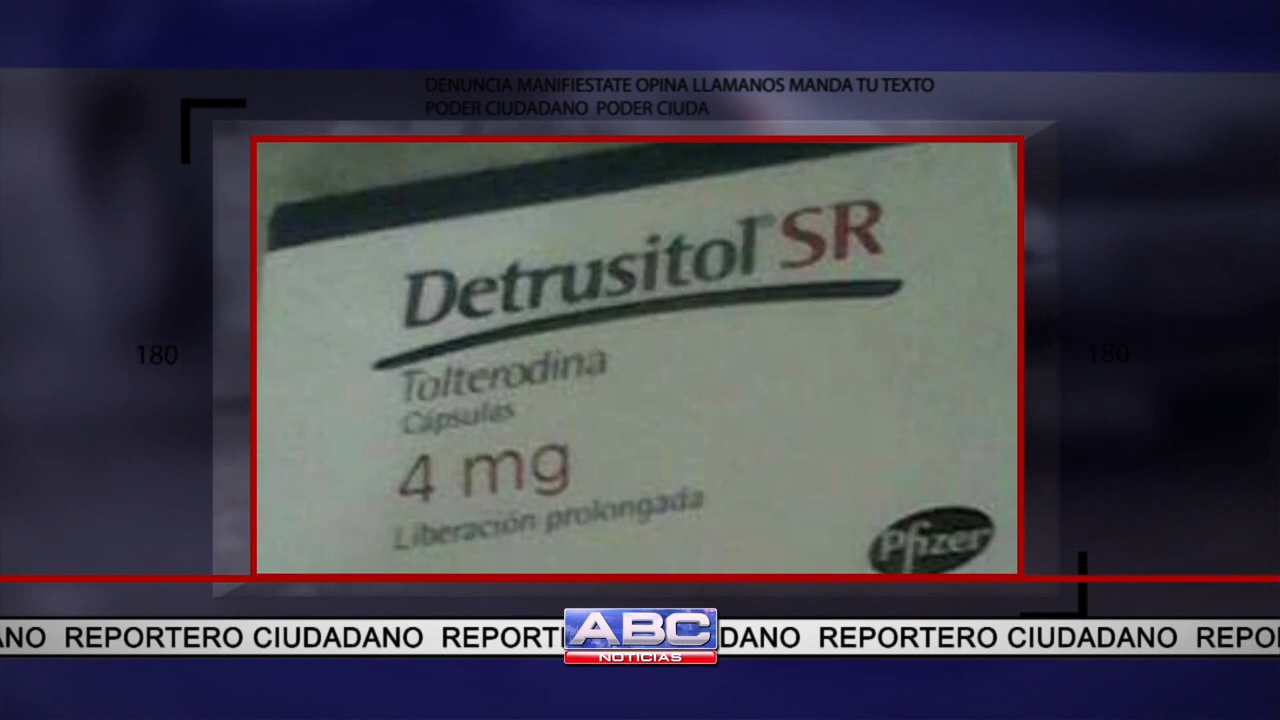 DENUNCIA MANIFIESTATE OPINA LLAMANOS MANDA TU TEXTO
PODER CIUDADANO PODER CIUDA
Detrusitol SR
Tolterodina
Cápsulas
4 mg
Liberación prolongada
Pfizer
180
180
ANO REPORTERO CIUDADANO REPORT DANO REPORTERO CIUDADANO REPO
ABC
NOTICIAS